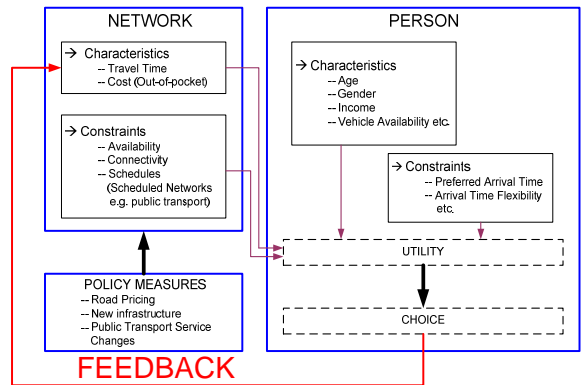 NETWORK
→ Characteristics
-- Travel Time
-- Cost (Out-of-pocket)
→ Constraints
-- Availability
-- Connectivity
-- Schedules
(Scheduled Networks
e.g. public transport)
POLICY MEASURES
-- Road Pricing
-- New infrastructure
-- Public Transport Service
Changes
PERSON
→ Characteristics
-- Age
-- Gender
-- Income
-- Vehicle Availability etc.
→ Constraints
-- Preferred Arrival Time
-- Arrival Time Flexibility
etc.
UTILITY
CHOICE
FEEDBACK